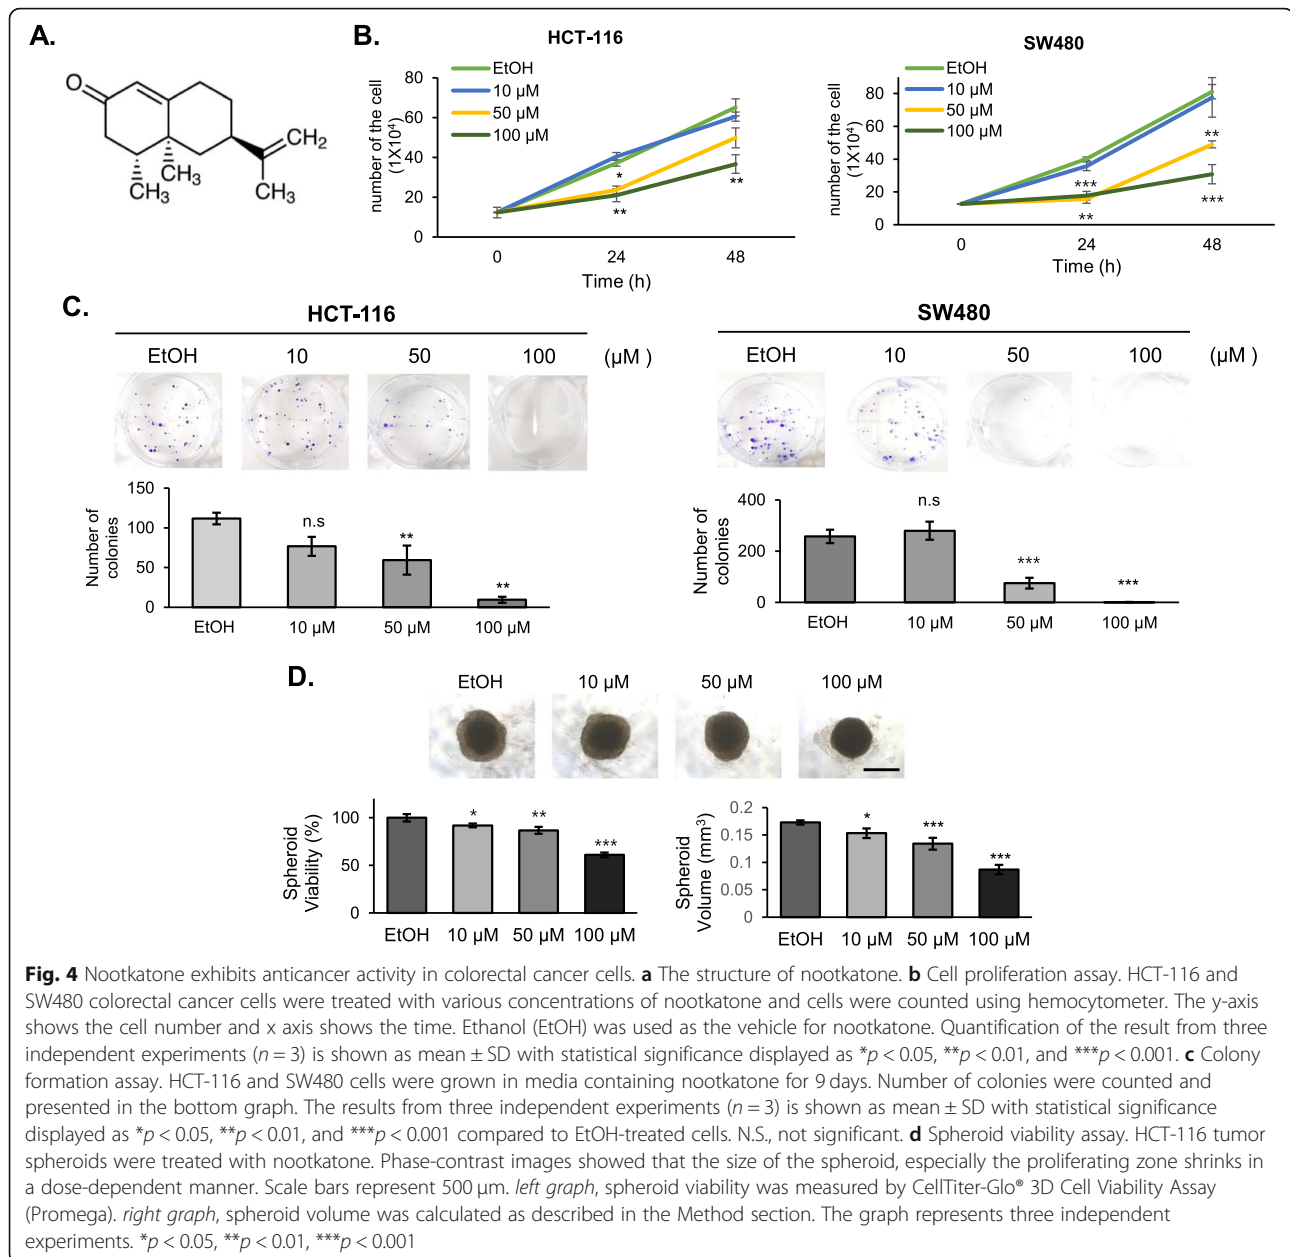 A.
O
CH3
CH3
CH3
CH2
B.
HCT-116
EtOH
10 µM
50 µM
100 µM
number of the cell
(1X10⁴)
80
60
40
20
0
*
**
**
0
24
48
Time (h)
SW480
EtOH
10 µM
50 µM
100 µM
number of the cell
(1X10⁴)
80
60
40
20
0
***
**
**
***
0
24
48
Time (h)
C.
HCT-116
EtOH 10 50 100 (µM )
Number of
colonies
150
100
50
0
n.s
**
**
EtOH 10 µM 50 µM 100 µM
SW480
EtOH 10 50 100 (µM )
Number of
colonies
400
200
0
n.s
***
***
EtOH 10 µM 50 µM 100 µM
D.
EtOH 10 µM 50 µM 100 µM
Spheroid
Viability (%)
100
50
0
*
**
***
EtOH 10 µM 50 µM 100 µM
Spheroid
Volume (mm³)
0.2
0.15
0.1
0.05
0
*
***
***
EtOH 10 µM 50 µM 100 µM
Fig. 4 Nootkatone exhibits anticancer activity in colorectal cancer cells. a The structure of nootkatone. b Cell proliferation assay. HCT-116 and
SW480 colorectal cancer cells were treated with various concentrations of nootkatone and cells were counted using hemocytometer. The y-axis
shows the cell number and x axis shows the time. Ethanol (EtOH) was used as the vehicle for nootkatone. Quantification of the result from three
independent experiments (n = 3) is shown as mean ± SD with statistical significance displayed as *p < 0.05, **p < 0.01, and ***p < 0.001. c Colony
formation assay. HCT-116 and SW480 cells were grown in media containing nootkatone for 9 days. Number of colonies were counted and
presented in the bottom graph. The results from three independent experiments (n = 3) is shown as mean ± SD with statistical significance
displayed as *p < 0.05, **p < 0.01, and ***p < 0.001 compared to EtOH-treated cells. N.S., not significant. d Spheroid viability assay. HCT-116 tumor
spheroids were treated with nootkatone. Phase-contrast images showed that the size of the spheroid, especially the proliferating zone shrinks in
a dose-dependent manner. Scale bars represent 500 µm. left graph, spheroid viability was measured by CellTiter-Glo® 3D Cell Viability Assay
(Promega). right graph, spheroid volume was calculated as described in the Method section. The graph represents three independent
experiments. *p < 0.05, **p < 0.01, ***p < 0.001